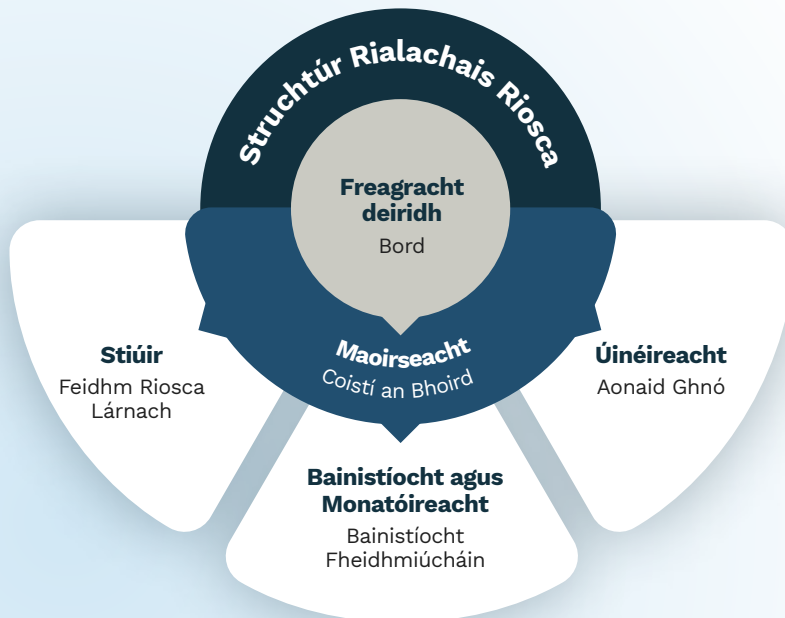 Struchtúr Rialachais Riosca
Freagracht
deiridh
Bord
Maoirseacht
Coistí an Bhoird
Stiúir
Feidhm Riosca
Lárnach
Bainistíocht agus
Monatóireacht
Bainistíocht
Fheidhmiúcháin
Úinéireacht
Aonaid Ghnó